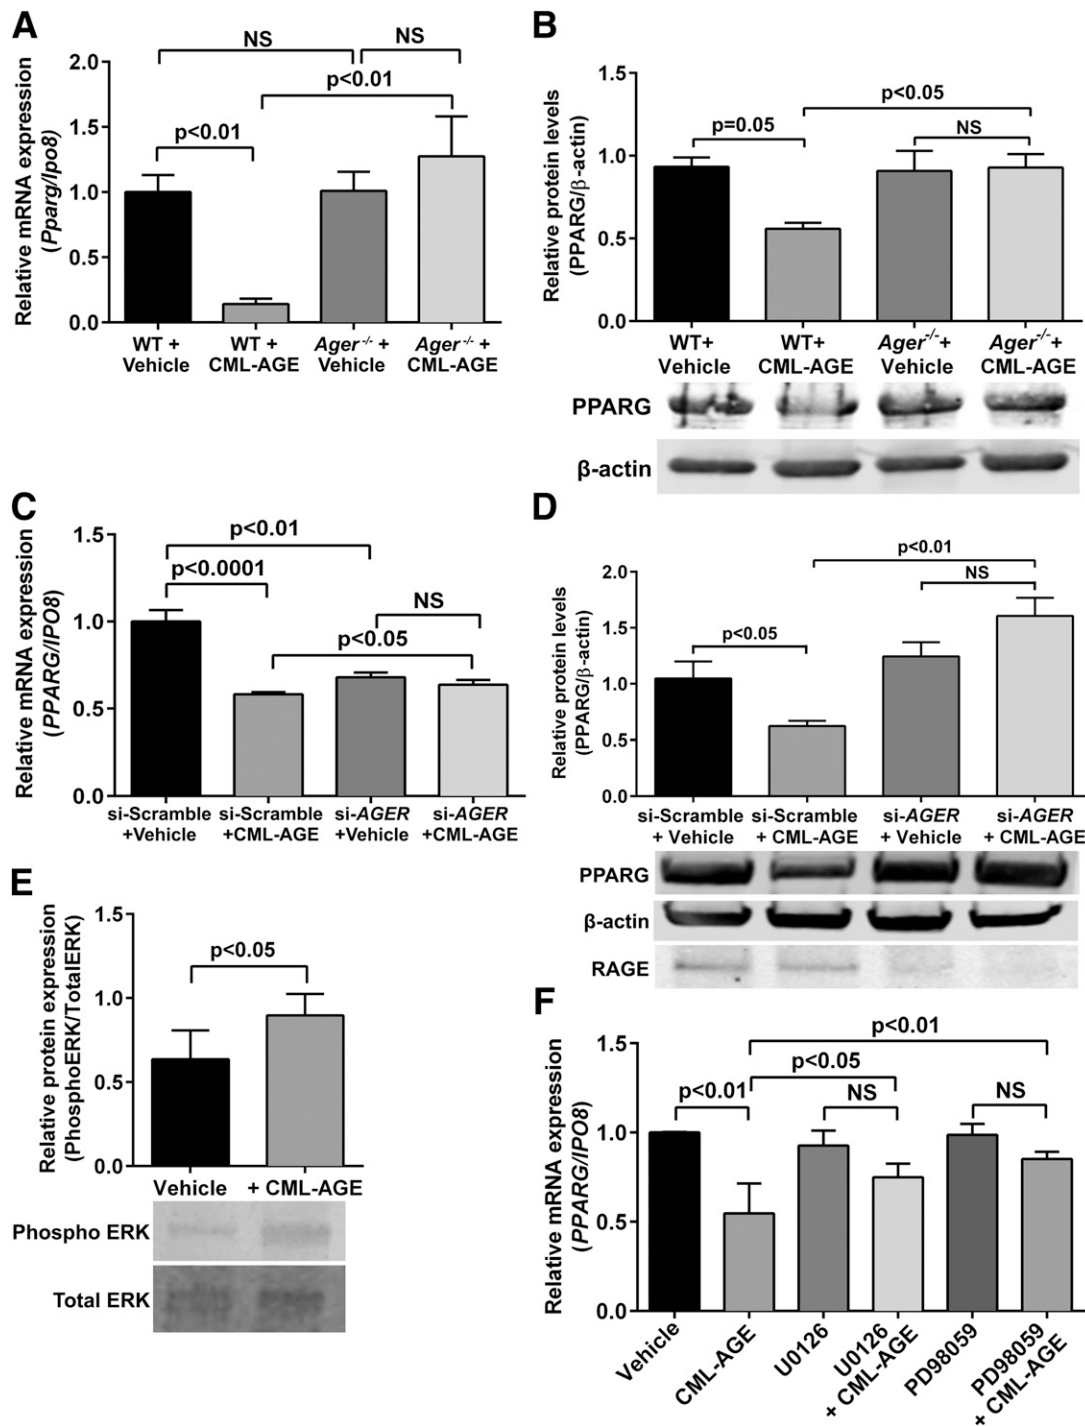 A
NS
NS
p<0.01
p<0.01
2.0
1.5
1.0
0.5
0.0
Relative mRNA expression
(Pparg/Ipo8)
WT +
Vehicle
WT +
CML-AGE
Ager-/- +
Vehicle
Ager-/- +
CML-AGE
B
p<0.05
p=0.05
NS
1.5
1.0
0.5
0.0
Relative protein levels
(PPARG/β-actin)
WT+
Vehicle
WT+
CML-AGE
Ager-/-+
Vehicle
Ager-/-+
CML-AGE
PPARG
β-actin
C
p<0.01
p<0.0001
NS
p<0.05
1.5
1.0
0.5
0.0
Relative mRNA expression
(PPARG/IPO8)
si-Scramble
+Vehicle
si-Scramble
+CML-AGE
si-AGER
+Vehicle
si-AGER
+CML-AGE
D
p<0.01
NS
p<0.05
2.0
1.5
1.0
0.5
0.0
Relative protein levels
(PPARG/β-actin)
si-Scramble
+ Vehicle
si-Scramble
+ CML-AGE
si-AGER
+ Vehicle
si-AGER
+ CML-AGE
PPARG
β-actin
RAGE
E
p<0.05
1.5
1.0
0.5
0.0
Relative protein expression
(PhosphoERK/TotalERK)
Vehicle
+ CML-AGE
Phospho ERK
Total ERK
F
p<0.01
p<0.05
p<0.01
NS
NS
1.5
1.0
0.5
0.0
Relative mRNA expression
(PPARG/IPO8)
Vehicle
CML-AGE
U0126
U0126
+ CML-AGE
PD98059
PD98059
+ CML-AGE